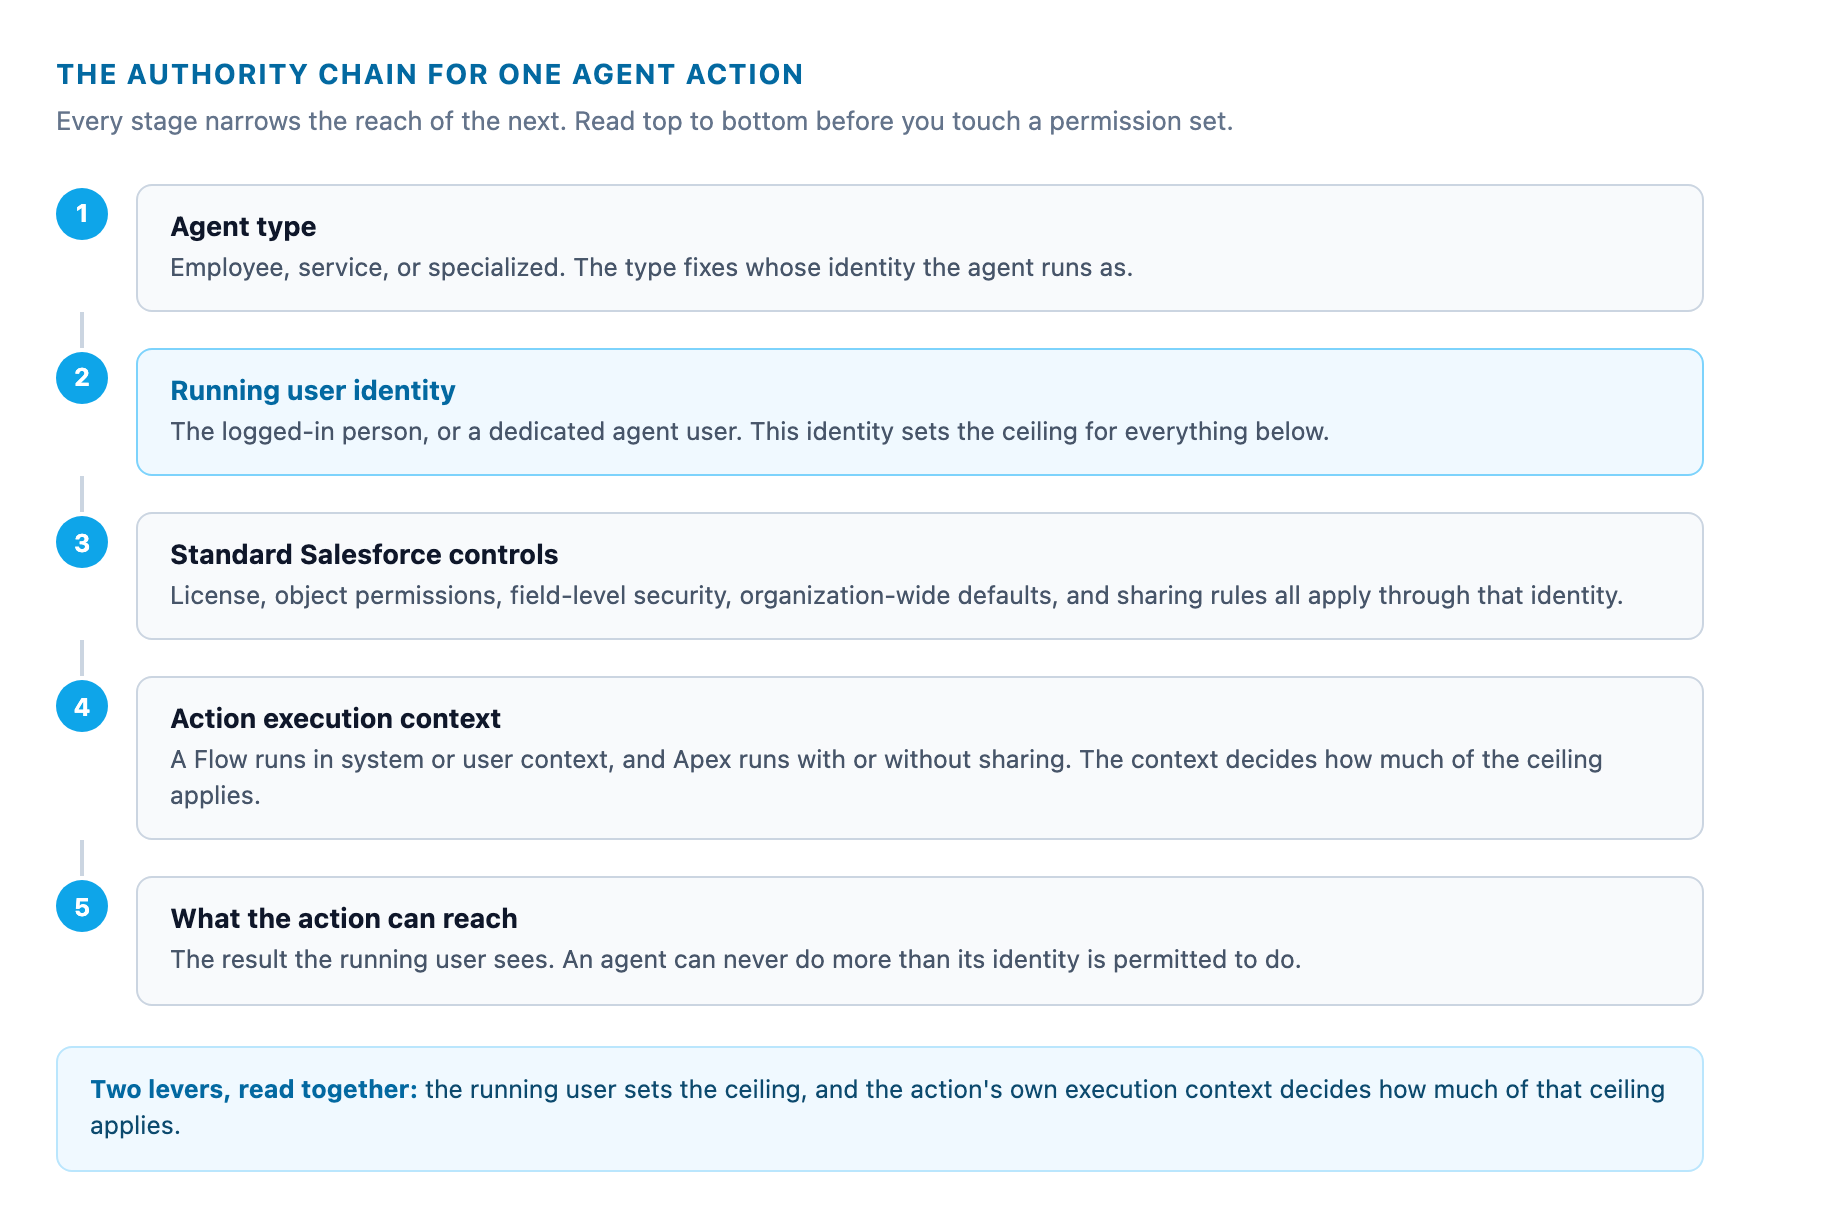 THE AUTHORITY CHAIN FOR ONE AGENT ACTION
Every stage narrows the reach of the next. Read top to bottom before you touch a permission set.
1
Agent type
Employee, service, or specialized. The type fixes whose identity the agent runs as.
2
Running user identity
The logged-in person, or a dedicated agent user. This identity sets the ceiling for everything below.
3
Standard Salesforce controls
License, object permissions, field-level security, organization-wide defaults, and sharing rules all apply through that identity.
4
Action execution context
A Flow runs in system or user context, and Apex runs with or without sharing. The context decides how much of the ceiling
applies.
5
What the action can reach
The result the running user sees. An agent can never do more than its identity is permitted to do.
Two levers, read together: the running user sets the ceiling, and the action's own execution context decides how much of that ceiling
applies.